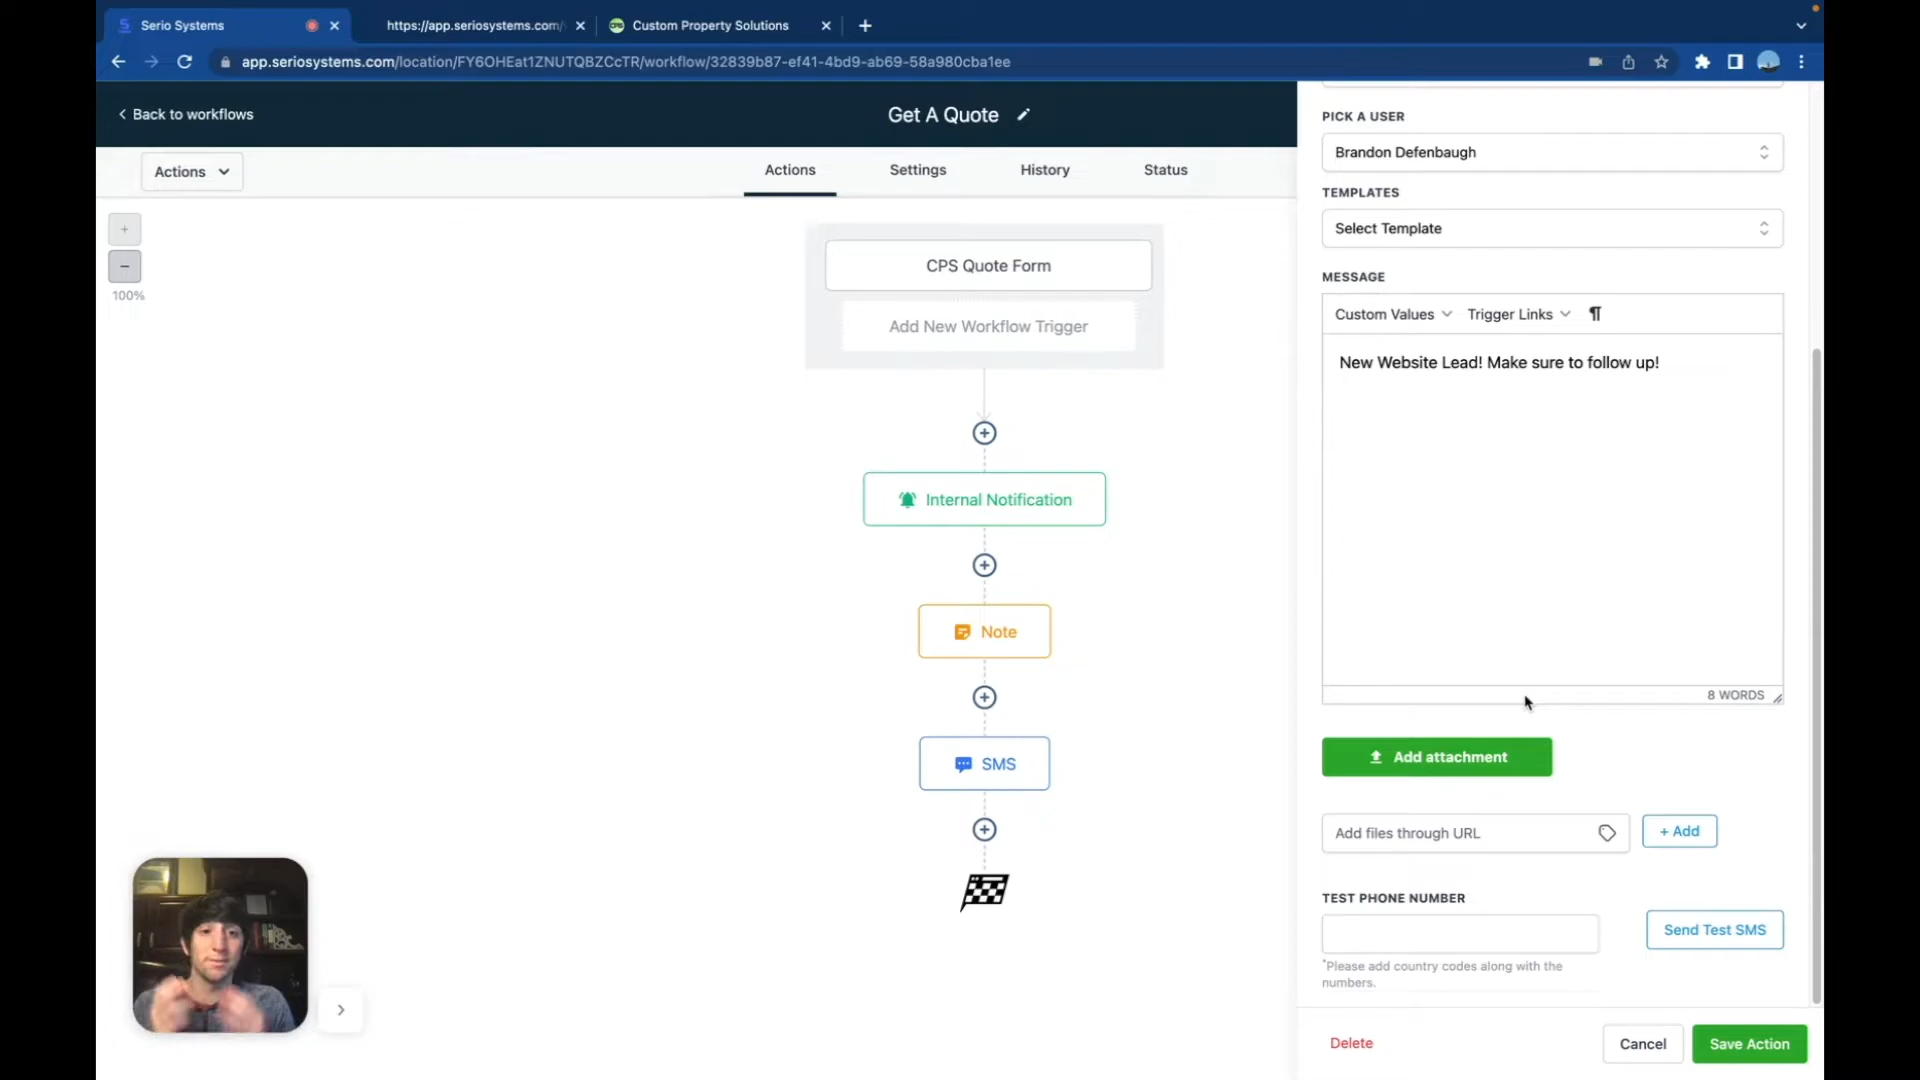 Serio Systems
https://app.seriosystems.com/
Custom Property Solutions
app.seriosystems.com/location/FY6OHEat1ZNUTQBZCcTR/workflow/32839b87-ef41-4bd9-ab69-58a980cba1ee
Back to workflows
Get A Quote
Actions
Actions
Settings
History
Status
100%
CPS Quote Form
Add New Workflow Trigger
Internal Notification
Note
SMS
PICK A USER
Brandon Defenbaugh
TEMPLATES
Select Template
MESSAGE
Custom Values
Trigger Links
¶
New Website Lead! Make sure to follow up!
8 WORDS
Add attachment
Add files through URL
+ Add
TEST PHONE NUMBER
Send Test SMS
*Please add country codes along with the
numbers.
Delete
Cancel
Save Action